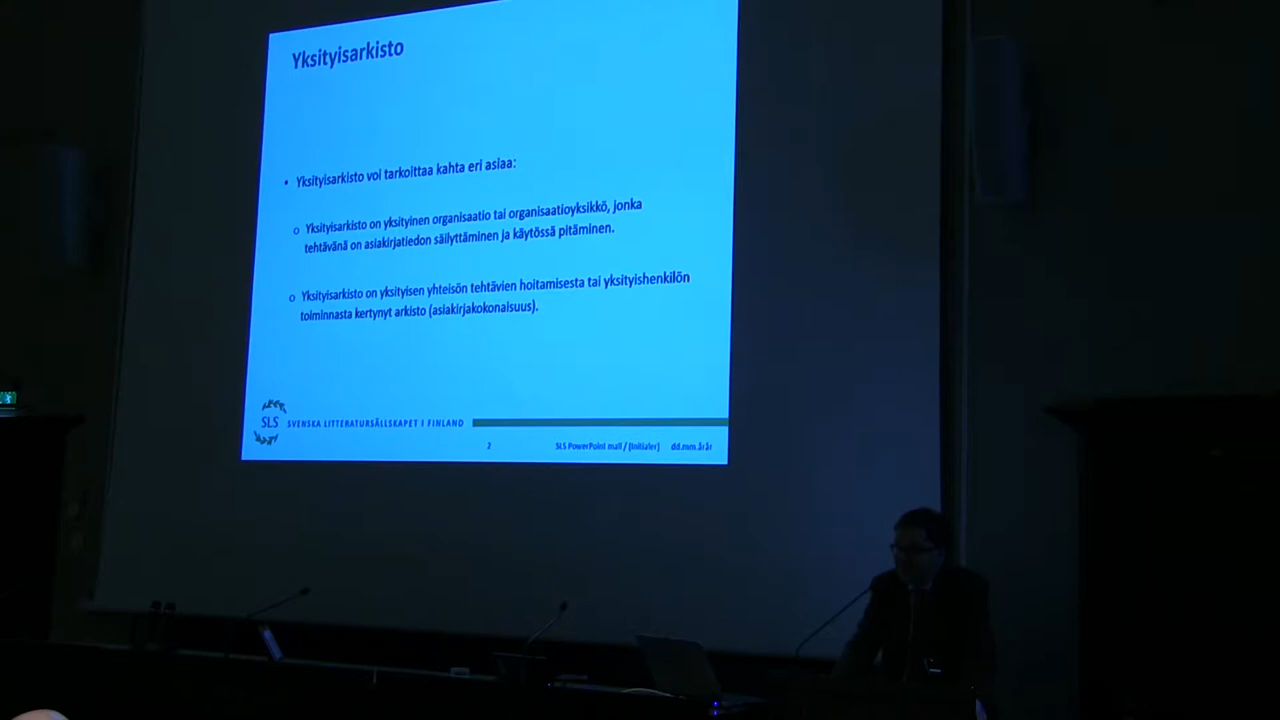 Yksityisarkisto
• Yksityisarkisto voi tarkoittaa kahta eri asiaa:
o Yksityisarkisto on yksityinen organisaatio tai organisaatioyksikkö, jonka
tehtävänä on asiakirjatiedon säilyttäminen ja käytössä pitäminen.
o Yksityisarkisto on yksityisen yhteisön tehtävien hoitamisesta tai yksityishenkilön
toiminnasta kertynyt arkisto (asiakirjakokonaisuus).
SLS SVENSKA LITTERATURSÄLLSKAPET I FINLAND
2 SLS PowerPoint mall / [Initialer] dd.mm.årår